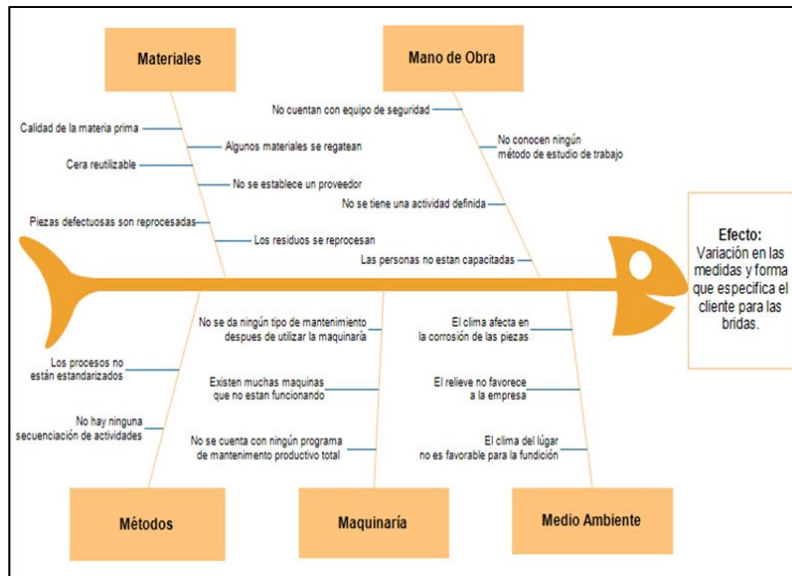 Materiales
Mano de Obra
Calidad de la materia prima
Algunos materiales se regatean
Cera reutilizable
No se establece un proveedor
Piezas defectuosas son reprocesadas
Los residuos se reprocesan
No cuentan con equipo de seguridad
No conocen ningún
método de estudio de trabajo
No se tiene una actividad definida
Las personas no estan capacitadas
Efecto:
Variación en las
medidas y forma
que especifica el
cliente para las
bridas.
Los procesos no
están estandarizados
No hay ninguna
secuenciación de actividades
No se da ningún tipo de mantenimiento
despues de utilizar la maquinaría
Existen muchas maquinas
que no estan funcionando
No se cuenta con ningún programa
de mantenimento productivo total
El clima afecta en
la corrosión de las piezas
El relieve no favorece
a la empresa
El clima del lúgar
no es favorable para la fundición
Métodos
Maquinaría
Medio Ambiente